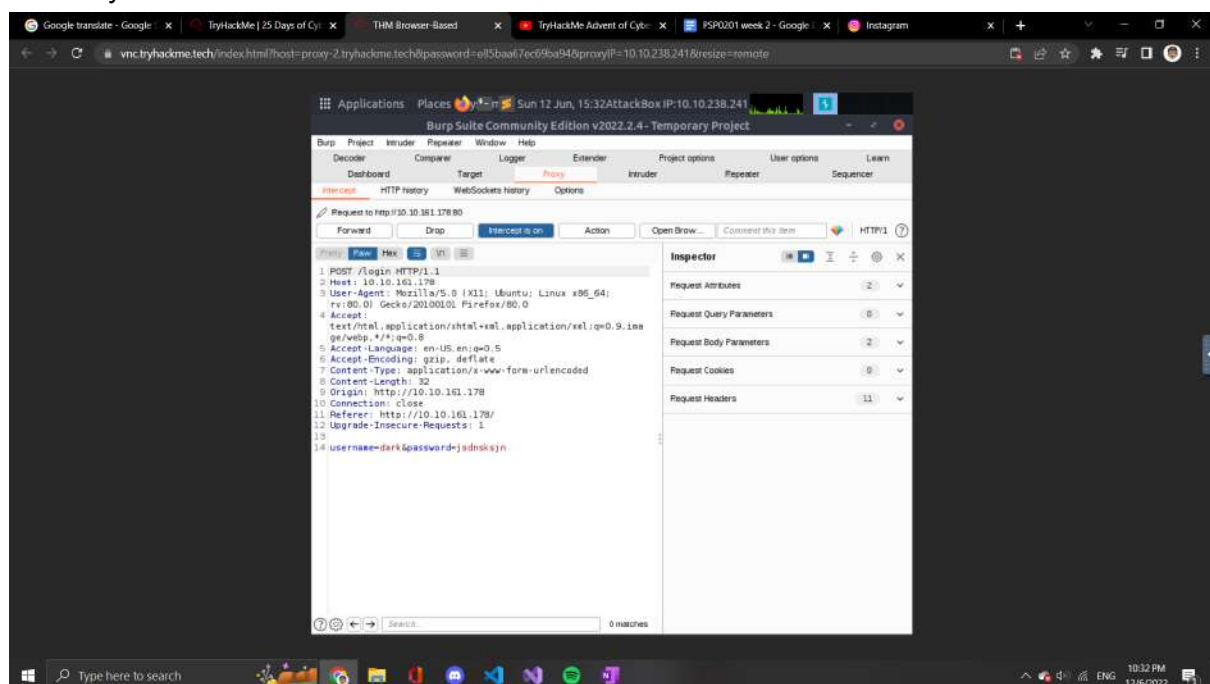 Google translate - Google
TryHackMe | 25 Days of Cy
THM Browser-Based
TryHackMe Advent of Cybe
PSP0201 week 2 - Google
Instagram
vnc.tryhackme.tech/index.html?host=proxy-2.tryhackme.tech&password=e85baa67ec69ba94&proxyIP=10.10.238.241&resize=remote
Applications Places Sun 12 Jun, 15:32 AttackBox IP:10.10.238.241
Burp Suite Community Edition v2022.2.4 - Temporary Project
Burp Project Intruder Repeater Window Help
Decoder Comparer Logger Extender Project options User options Learn
Dashboard Target Proxy Intruder Repeater Sequencer
Intercept HTTP history WebSockets history Options
Request to http://10.10.161.178:80
Forward Drop Intercept is on Action Open Brow... Comment this item HTTP/1
Pretty Raw Hex \n
Inspector
1 POST /login HTTP/1.1
2 Host: 10.10.161.178
3 User-Agent: Mozilla/5.0 (X11; Ubuntu; Linux x86_64;
rv:80.0) Gecko/20100101 Firefox/80.0
4 Accept:
text/html,application/xhtml+xml,application/xml;q=0.9,ima
ge/webp,*/*;q=0.8
5 Accept-Language: en-US,en;q=0.5
6 Accept-Encoding: gzip, deflate
7 Content-Type: application/x-www-form-urlencoded
8 Content-Length: 32
9 Origin: http://10.10.161.178
10 Connection: close
11 Referer: http://10.10.161.178/
12 Upgrade-Insecure-Requests: 1
13
14 username=dark&password=jsdnsksjn
Request Attributes 2
Request Query Parameters 0
Request Body Parameters 2
Request Cookies 0
Request Headers 11
Search... 0 matches
Type here to search
ENG
10:32 PM
12/6/2022